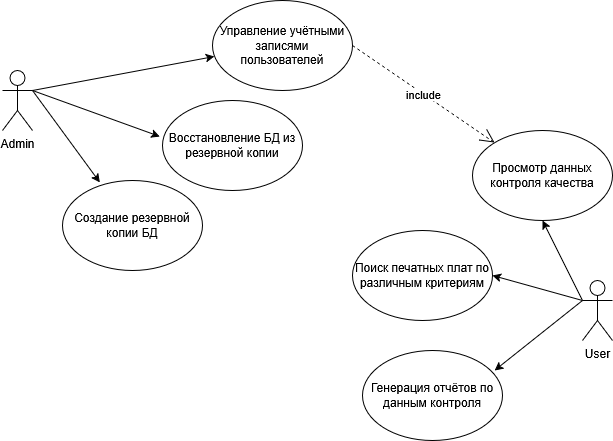 Управление учётными
записями
пользователей
Admin
include
Восстановление БД из
резервной копии
Просмотр данных
контроля качества
Создание резервной
копии БД
Поиск печатных плат по
различным критериям
User
Генерация отчётов по
данным контроля